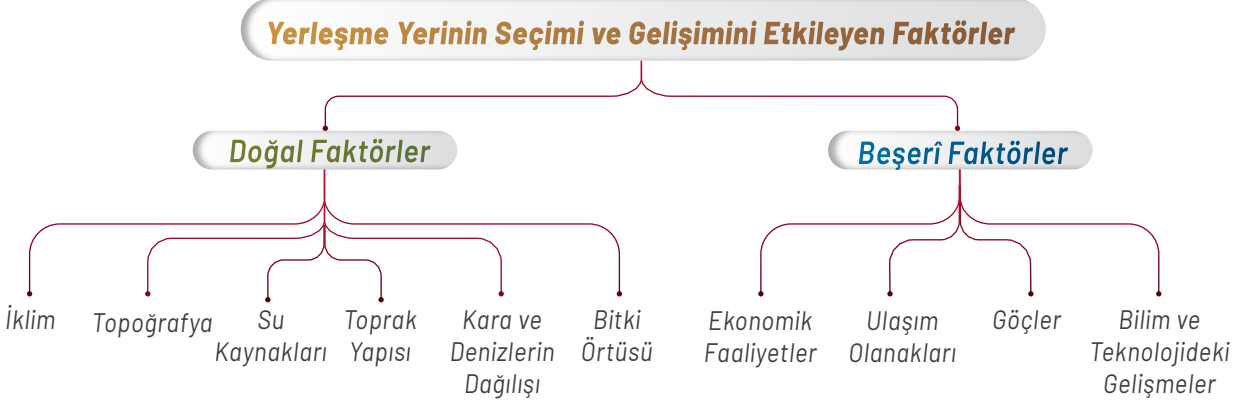 Yerleşme Yerinin Seçimi ve Gelişimini Etkileyen Faktörler
Doğal Faktörler
Beşerî Faktörler
İklim
Topoğrafya
Su
Kaynakları
Toprak
Yapısı
Kara ve
Denizlerin
Dağılışı
Bitki
Örtüsü
Ekonomik
Faaliyetler
Ulaşım
Olanakları
Göçler
Bilim ve
Teknolojideki
Gelişmeler